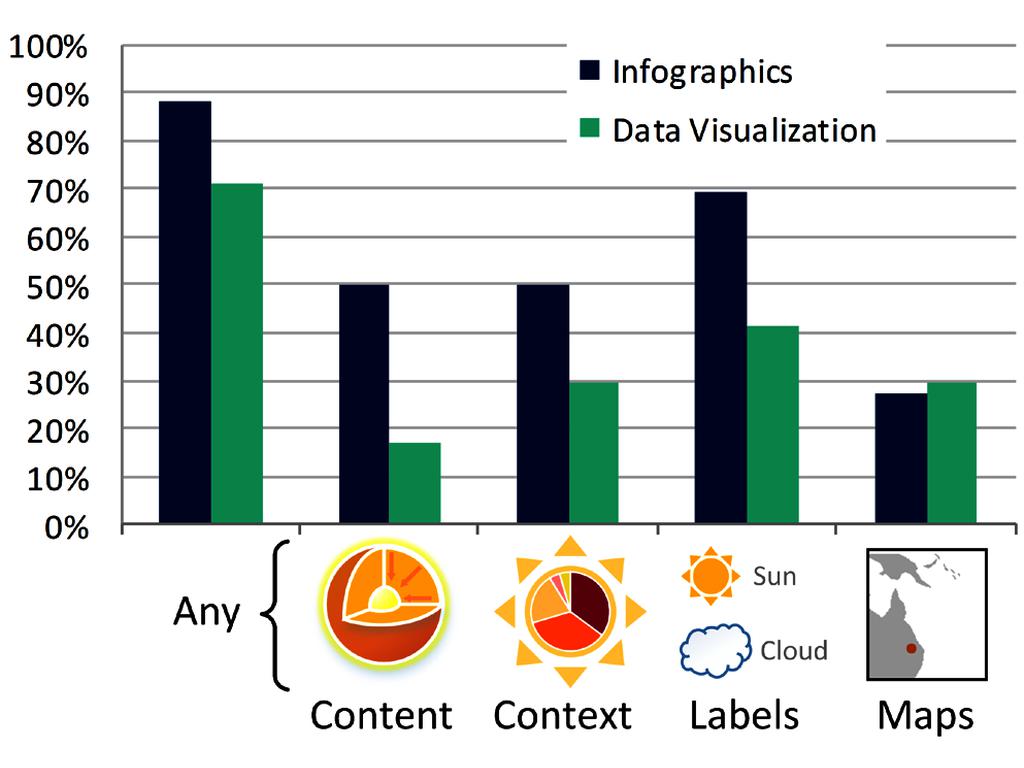 100%
90%
80%
70%
60%
50%
40%
30%
20%
10%
0%
Infographics
Data Visualization
Any
Sun
Cloud
Content
Context
Labels
Maps